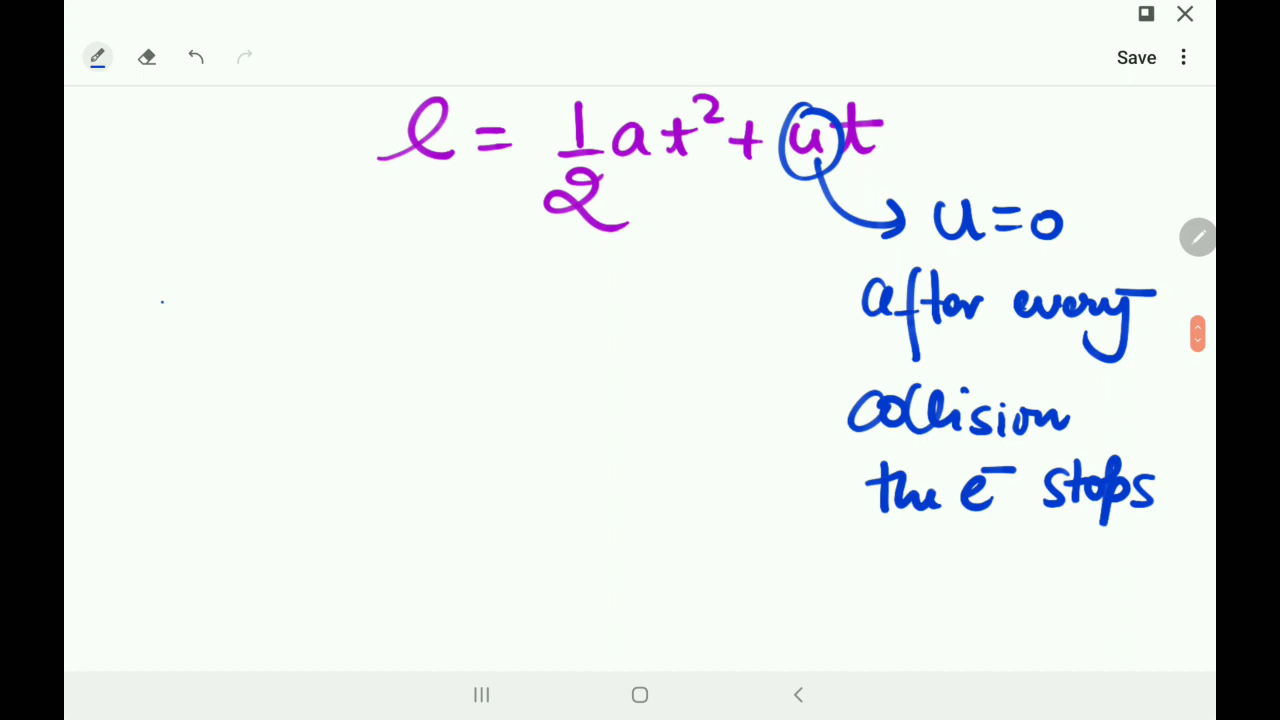 Save
l = 1/2 at² + ut
u=0
after every
collision
the e⁻ stops